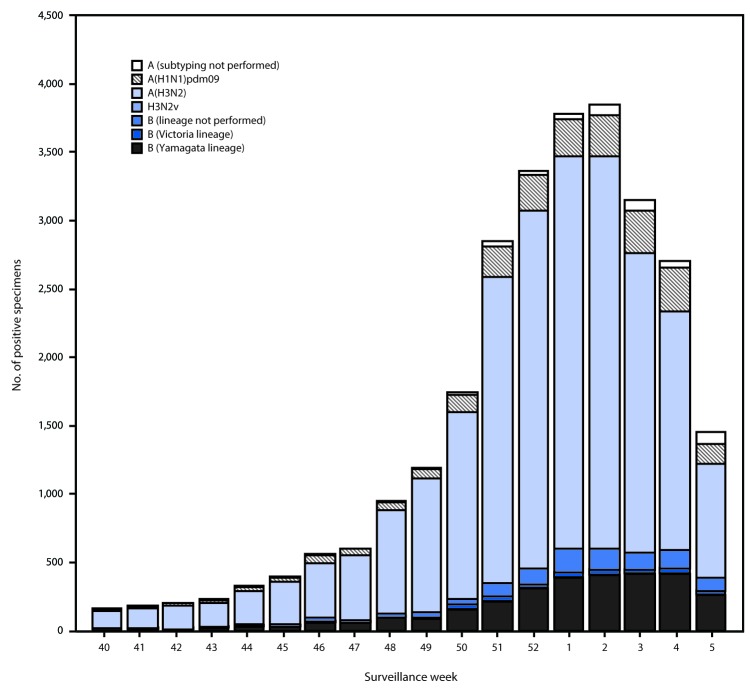 4,500
4,000
3,500
3,000
2,500
2,000
1,500
1,000
500
0
No. of positive specimens
A (subtyping not performed)
A(H1N1)pdm09
A(H3N2)
H3N2v
B (lineage not performed)
B (Victoria lineage)
B (Yamagata lineage)
40 41 42 43 44 45 46 47 48 49 50 51 52 1 2 3 4 5
Surveillance week